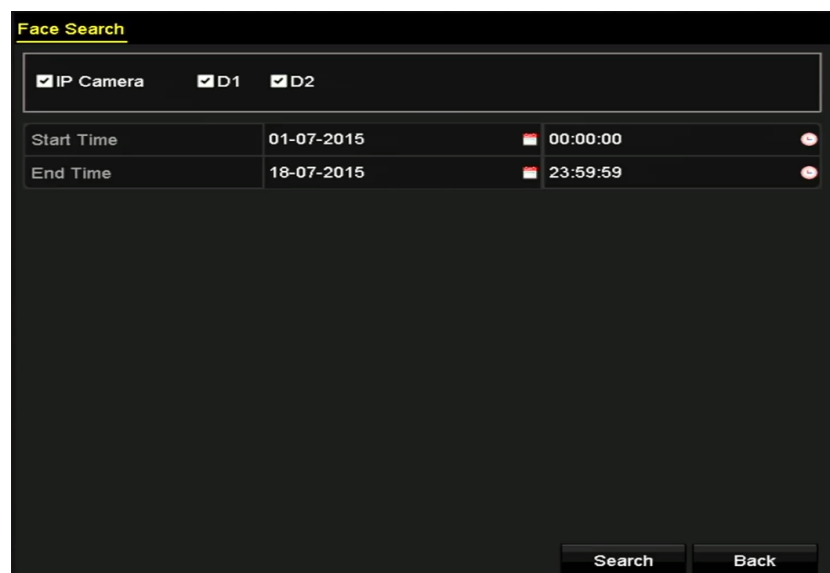 Face Search
IP Camera D1 D2
Start Time 01-07-2015 00:00:00
End Time 18-07-2015 23:59:59
Search Back